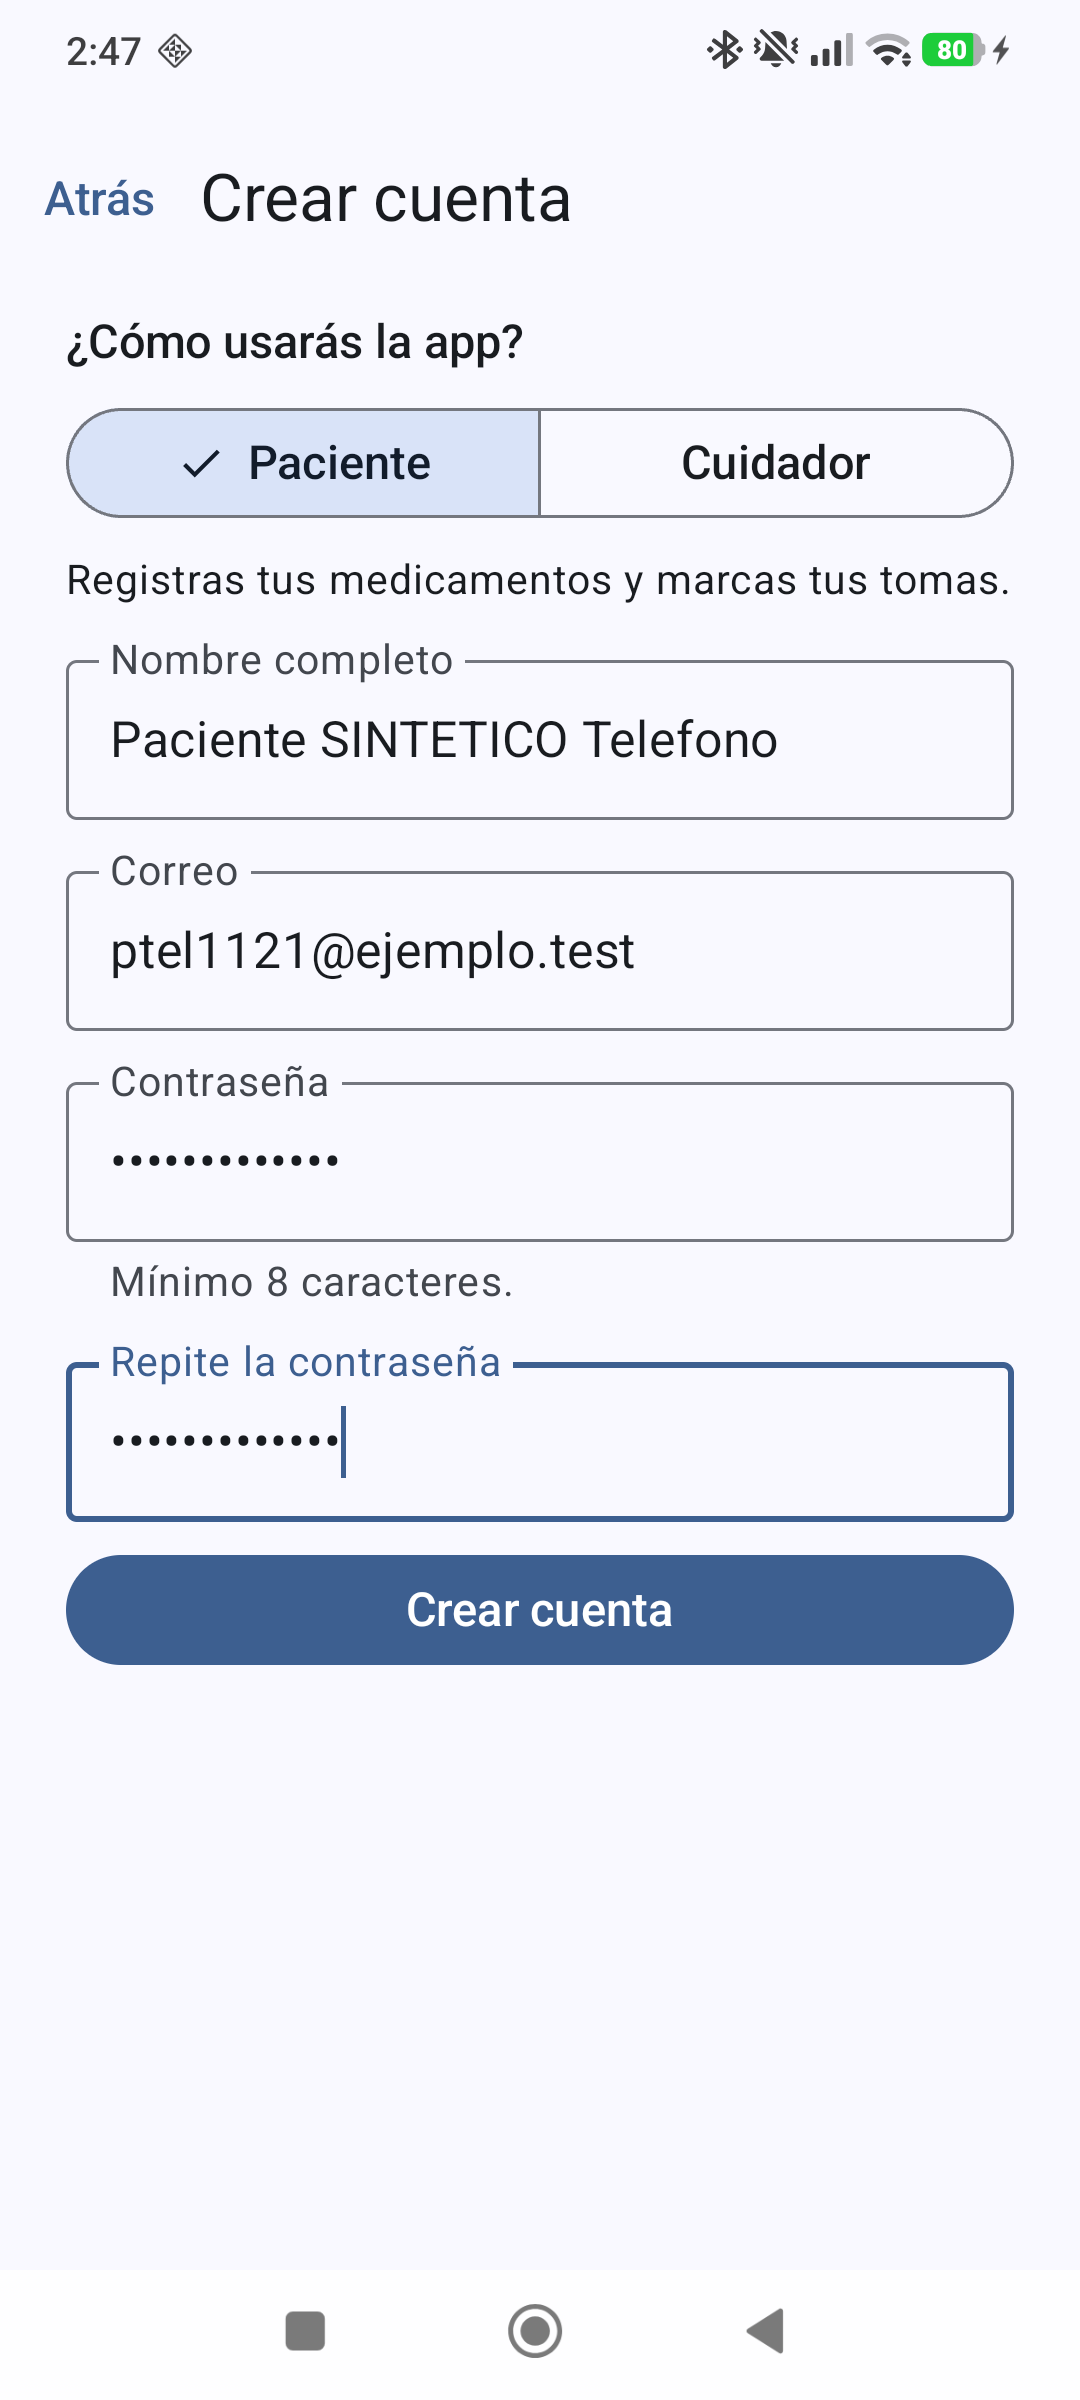 2:47
80
Atrás Crear cuenta
¿Cómo usarás la app?
Paciente Cuidador
Registras tus medicamentos y marcas tus tomas.
Nombre completo
Paciente SINTETICO Telefono
Correo
ptel1121@ejemplo.test
Contraseña
•••••••••••••
Mínimo 8 caracteres.
Repite la contraseña
•••••••••••••
Crear cuenta